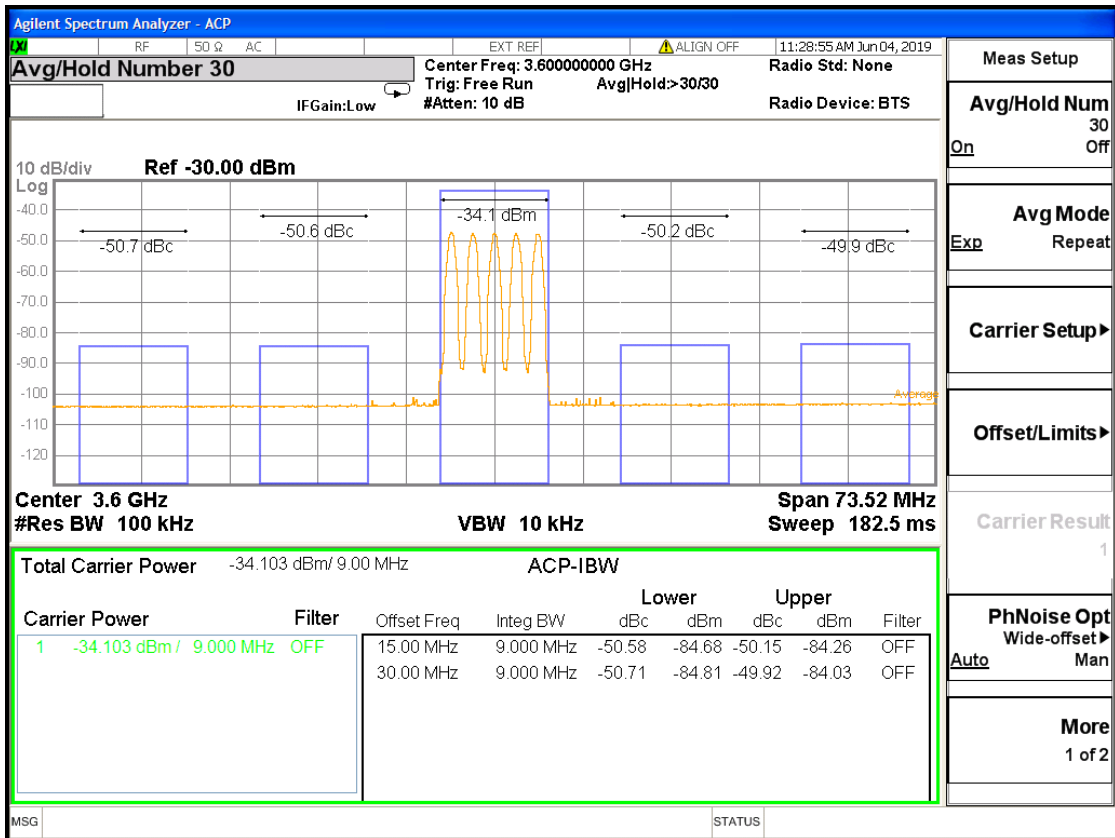 Agilent Spectrum Analyzer - ACP
LXI RF 50 Ω AC EXT REF ALIGN OFF 11:28:55 AM Jun 04, 2019
Avg/Hold Number 30
Center Freq: 3.600000000 GHz Radio Std: None
Trig: Free Run Avg|Hold:>30/30
IFGain:Low #Atten: 10 dB Radio Device: BTS
10 dB/div Ref -30.00 dBm
Log
-40.0
-50.0
-60.0
-70.0
-80.0
-90.0
-100
-110
-120
-50.7 dBc
-50.6 dBc
-34.1 dBm
-50.2 dBc
-49.9 dBc
Average
Center 3.6 GHz Span 73.52 MHz
#Res BW 100 kHz VBW 10 kHz Sweep 182.5 ms
Total Carrier Power -34.103 dBm/ 9.00 MHz ACP-IBW
Lower Upper
Carrier Power Filter Offset Freq Integ BW dBc dBm dBc dBm Filter
1 -34.103 dBm / 9.000 MHz OFF 15.00 MHz 9.000 MHz -50.58 -84.68 -50.15 -84.26 OFF
30.00 MHz 9.000 MHz -50.71 -84.81 -49.92 -84.03 OFF
MSG STATUS
Meas Setup
Avg/Hold Num
30
On Off
Avg Mode
Exp Repeat
Carrier Setup
Offset/Limits
Carrier Result
1
PhNoise Opt
Wide-offset
Auto Man
More
1 of 2